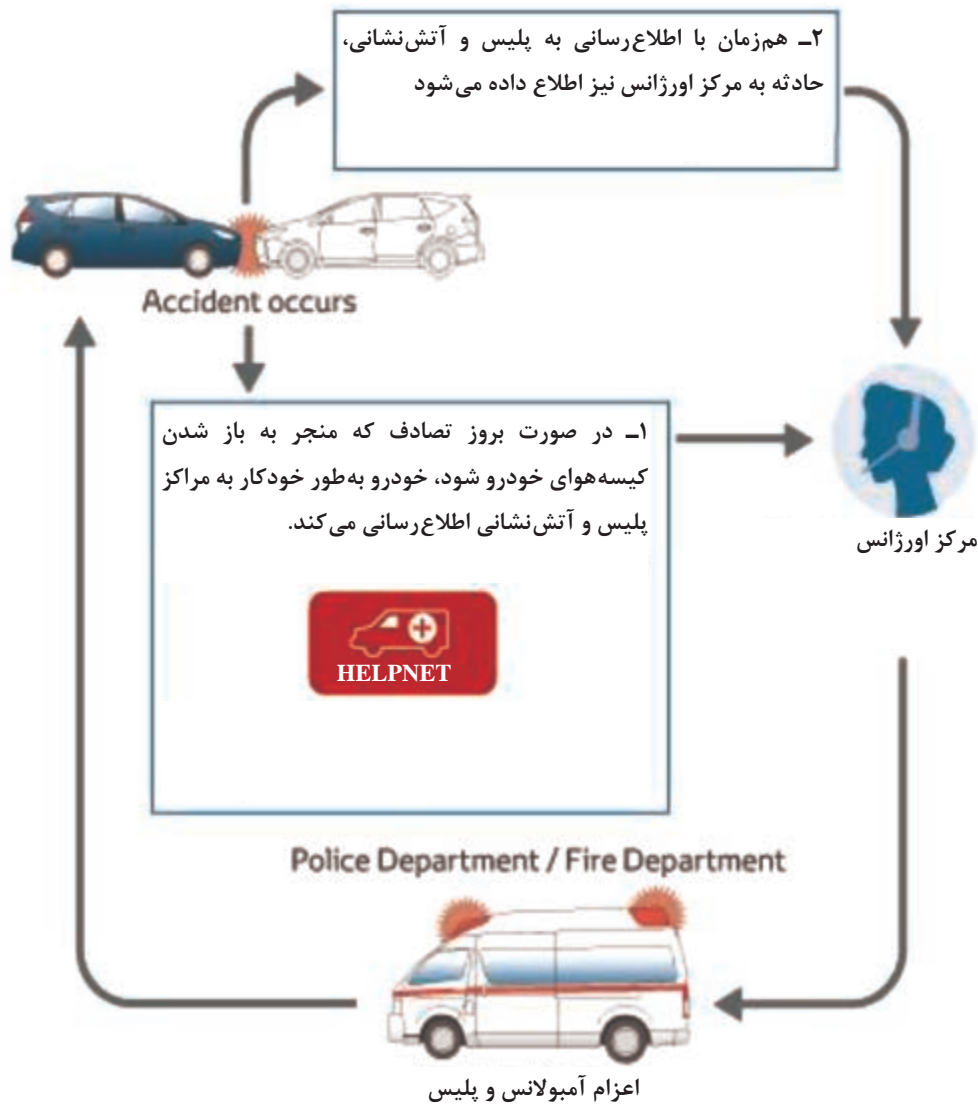 ۲ــ هم‌زمان با اطلاع‌رسانی به پلیس و آتش‌نشانی،
حادثه به مرکز اورژانس نیز اطلاع داده می‌شود
Accident occurs
۱ــ در صورت بروز تصادف که منجر به باز شدن
کیسه‌هوای خودرو شود، خودرو به‌طور خودکار به مراکز
پلیس و آتش‌نشانی اطلاع‌رسانی می‌کند.
HELPNET
مرکز اورژانس
Police Department / Fire Department
اعزام آمبولانس و پلیس